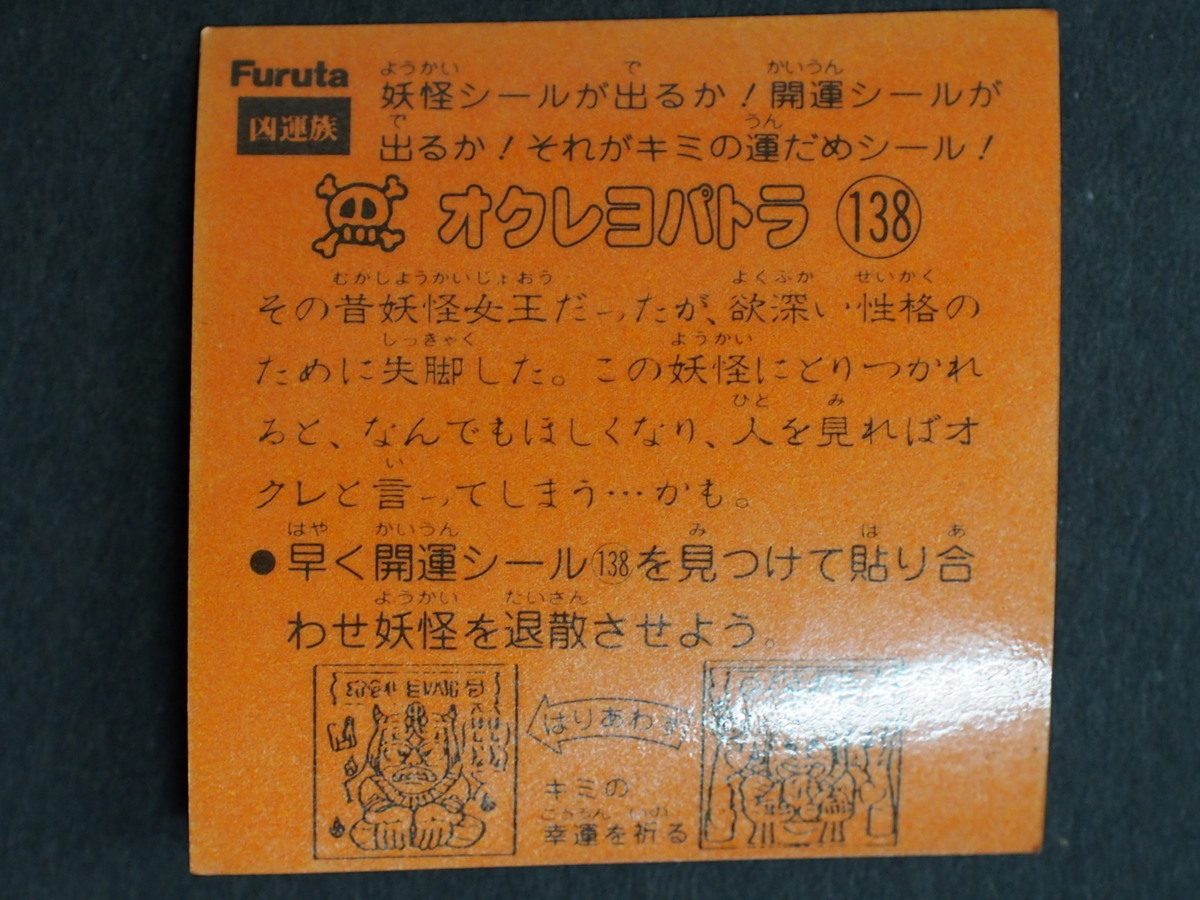 Furuta
凶運族
ようかい で かいうん
妖怪シールが出るか！開運シールが
で うん
出るか！それがキミの運だめシール！
オクレヨパトラ 138
むかしようかいじょおう よくぶか せいかく
その昔妖怪女王だったが、欲深い性格の
しっきゃく ようかい
ために失脚した。この妖怪にとりつかれ
ひと み
ると、なんでもほしくなり、人を見ればオ
い
クレと言ってしまう…かも。
はや かいうん み は あ
●早く開運シール138を見つけて貼り合
ようかい たいさん
わせ妖怪を退散させよう。
はりあわす
キミの
こううん いの
幸運を祈る